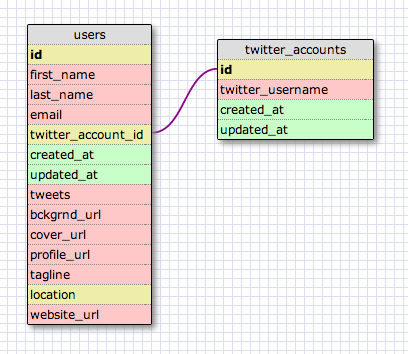 users
id
first_name
last_name
email
twitter_account_id
created_at
updated_at
tweets
bckgrnd_url
cover_url
profile_url
tagline
location
website_url
twitter_accounts
id
twitter_username
created_at
updated_at